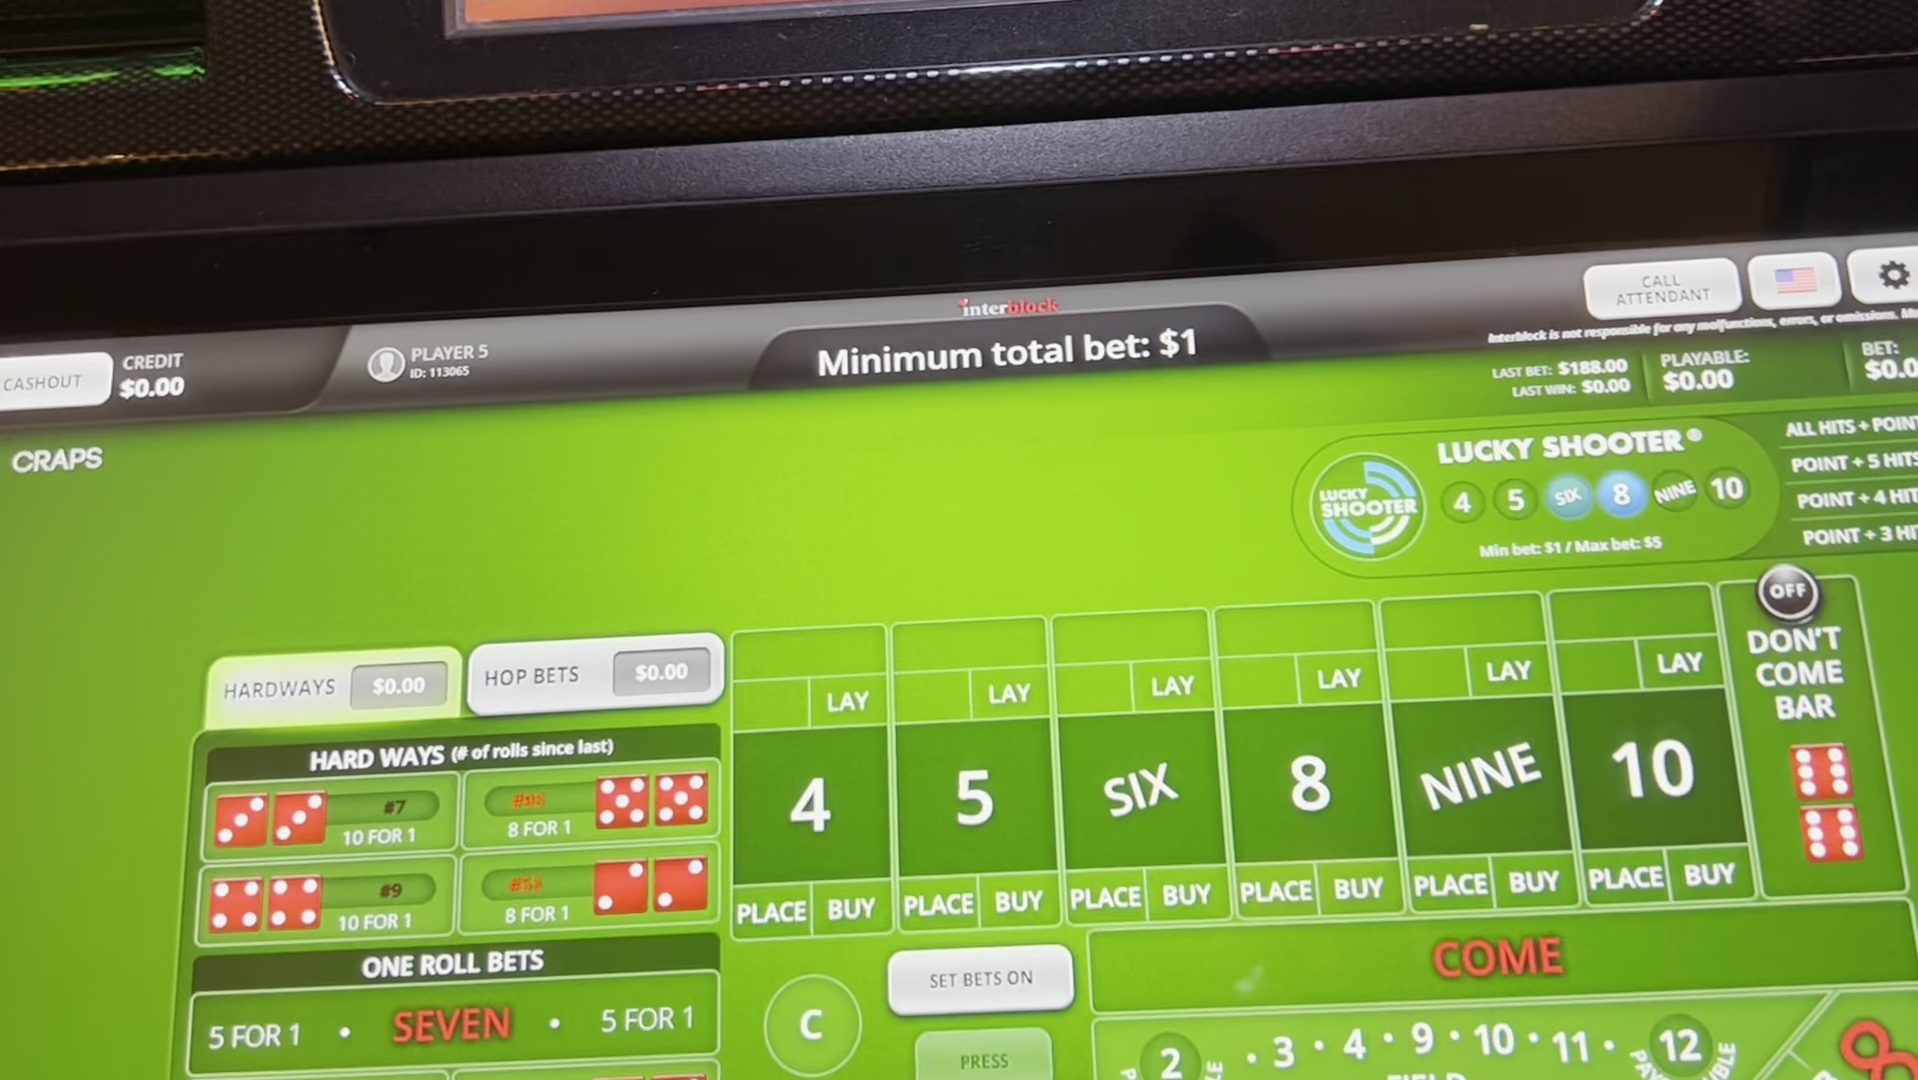 interblock
CALL
ATTENDANT
Interblock is not responsible for any malfunctions, errors, or omissions.
CASHOUT
CREDIT
$0.00
PLAYER 5
ID: 113065
Minimum total bet: $1
LAST BET: $188.00
LAST WIN: $0.00
PLAYABLE:
$0.00
BET:
$0.0
CRAPS
LUCKY SHOOTER®
LUCKY
SHOOTER
4 5 SIX 8 NINE 10
Min bet: $1 / Max bet: $5
ALL HITS + POINT
POINT + 5 HITS
POINT + 4 HIT
POINT + 3 HI
OFF
DON'T
COME
BAR
HARDWAYS $0.00
HOP BETS $0.00
LAY LAY LAY LAY LAY LAY
4 5 SIX 8 NINE 10
PLACE BUY PLACE BUY PLACE BUY PLACE BUY PLACE BUY PLACE BUY
HARD WAYS (# of rolls since last)
#7
10 FOR 1
8 FOR 1
#9
10 FOR 1
8 FOR 1
ONE ROLL BETS
5 FOR 1 • SEVEN • 5 FOR 1
C
SET BETS ON
PRESS
COME
2 • 3 • 4 • 9 • 10 • 11 • 12
FIELD